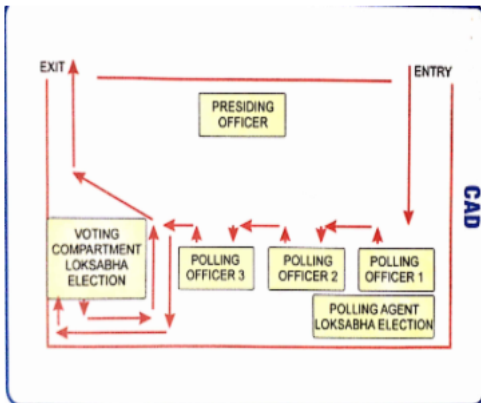 EXIT
ENTRY
PRESIDING
OFFICER
CAD
VOTING
COMPARTMENT
LOKSABHA
ELECTION
POLLING
OFFICER 3
POLLING
OFFICER 2
POLLING
OFFICER 1
POLLING AGENT
LOKSABHA ELECTION